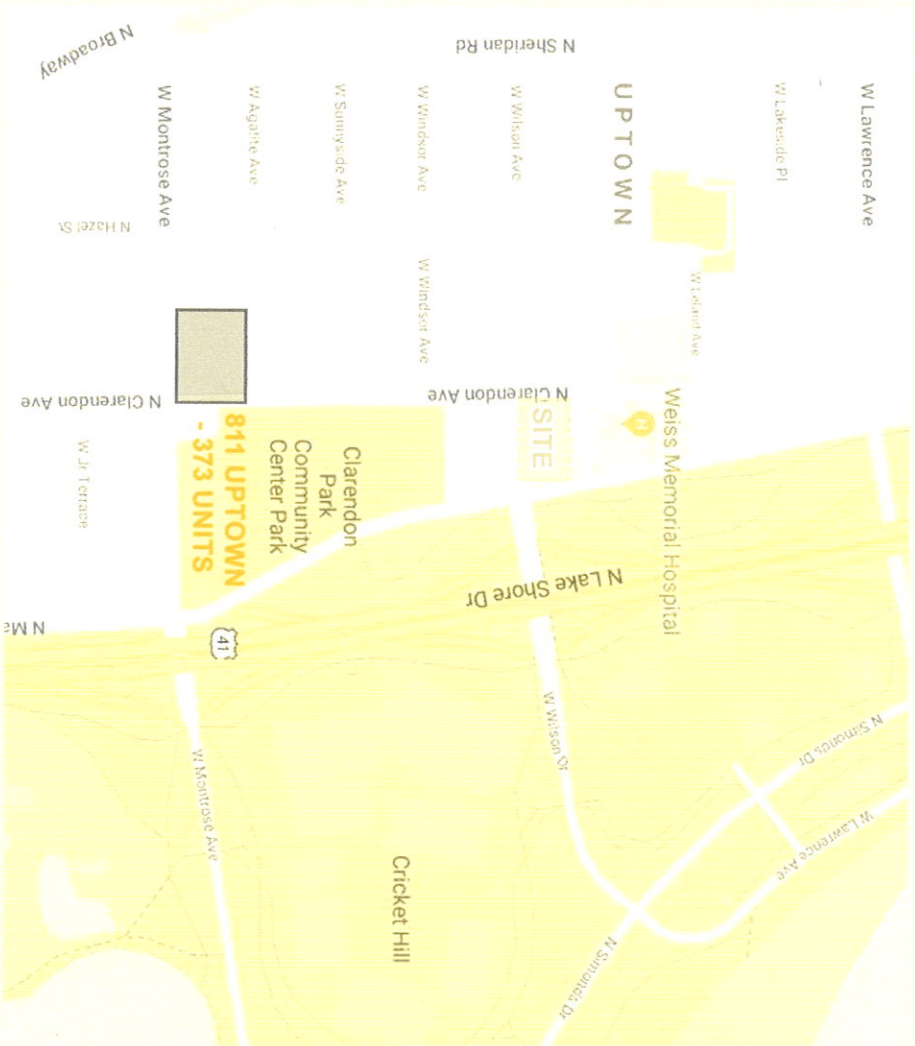 W Lawrence Ave
N Simonds Dr
W Lawrence Ave
W Lakeside Pl
W Leland Ave
Weiss Memorial Hospital
H
UPTOWN
N Sheridan Rd
W Wilson Ave
N Clarendon Ave
SITE
N Lake Shore Dr
W Wilson Dr
N Simonds Dr
W Windsor Ave
W Windsor Ave
Cricket Hill
W Sunnyside Ave
Clarendon
Park
Community
Center Park
W Agatite Ave
811 UPTOWN
- 373 UNITS
41
W Montrose Ave
W Montrose Ave
N Broadway
N Hazel St
N Clarendon Ave
W Jr Terrace
N Ma